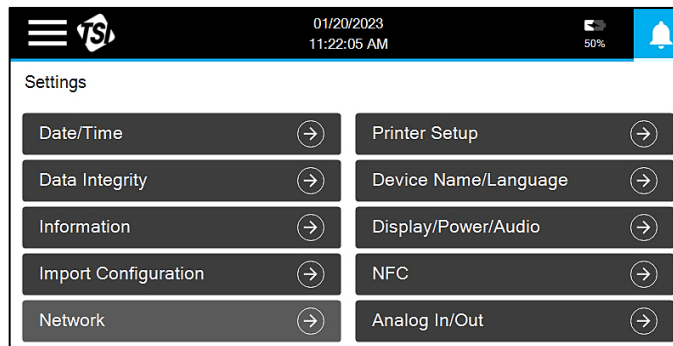 TSI
01/20/2023
11:22:05 AM
50%
Settings
Date/Time
Printer Setup
Data Integrity
Device Name/Language
Information
Display/Power/Audio
Import Configuration
NFC
Network
Analog In/Out